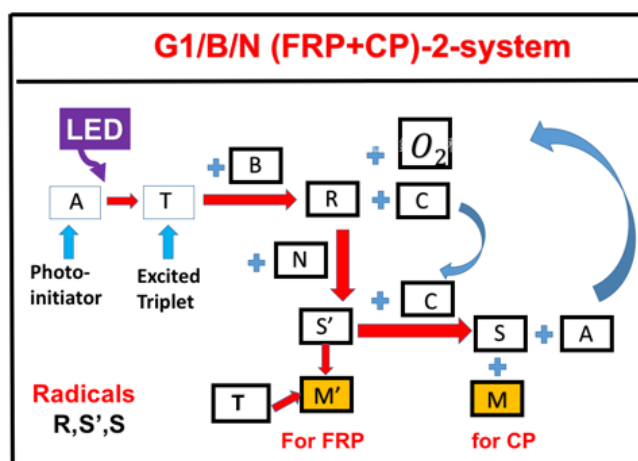 G1/B/N (FRP+CP)-2-system
LED
+ B
+ O₂
A
T
R
+ C
Photo-
initiator
Excited
Triplet
+ N
+ C
S'
S
+ A
+
Radicals
R,S',S
T
M'
M
For FRP
for CP